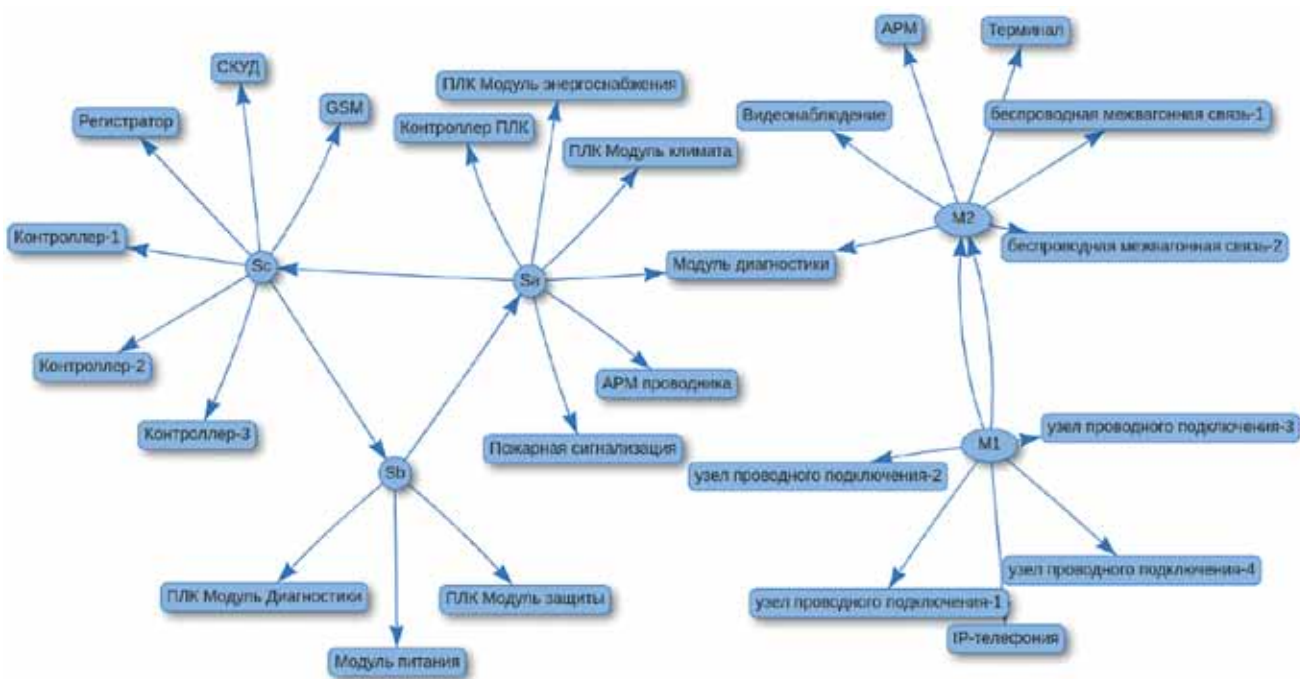 АРМ
Терминал
СКУД
ПЛК Модуль энергоснабжения
GSM
Регистратор
Контроллер ПЛК
Видеонаблюдение
беспроводная межвагонная связь-1
ПЛК Модуль климата
M2
Контроллер-1
беспроводная межвагонная связь-2
Sc
Модуль диагностики
Sa
Контроллер-2
АРМ проводника
Контроллер-3
узел проводного подключения-3
M1
Пожарная сигнализация
Sb
узел проводного подключения-2
узел проводного подключения-4
ПЛК Модуль Диагностики
ПЛК Модуль защиты
узел проводного подключения-1
IP-телефония
Модуль питания